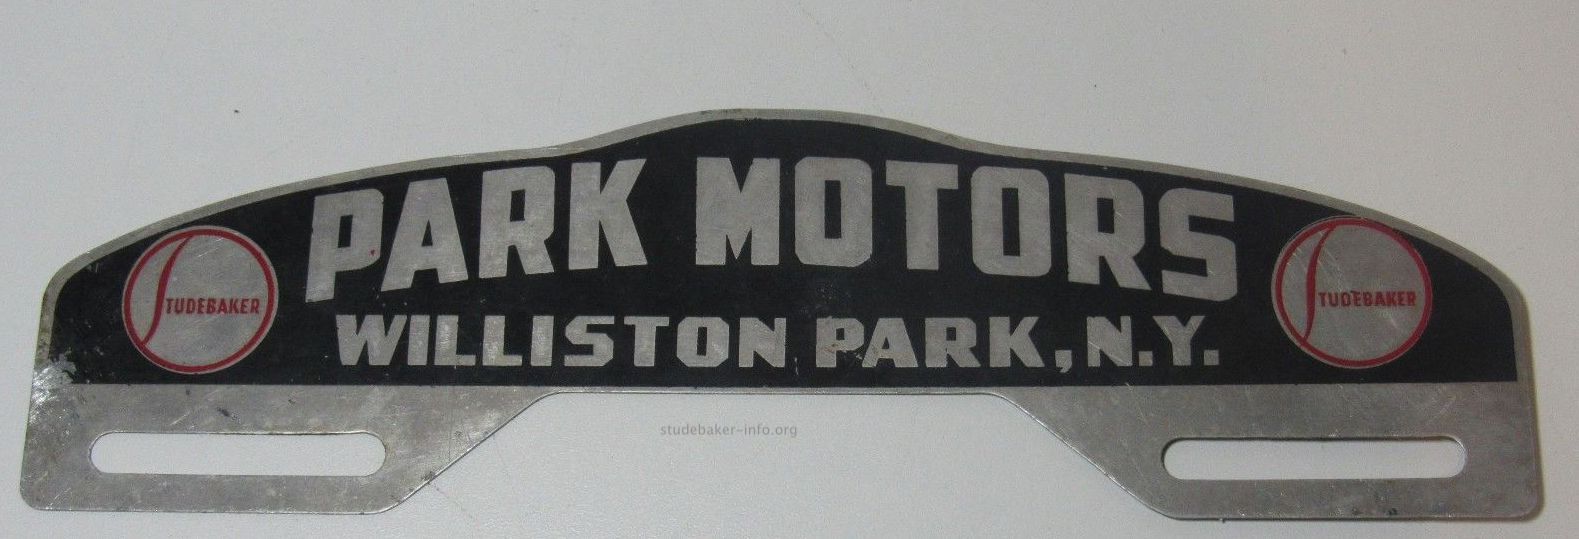 PARK MOTORS
STUDEBAKER
STUDEBAKER
WILLISTON PARK, N.Y.
studebaker-info.org